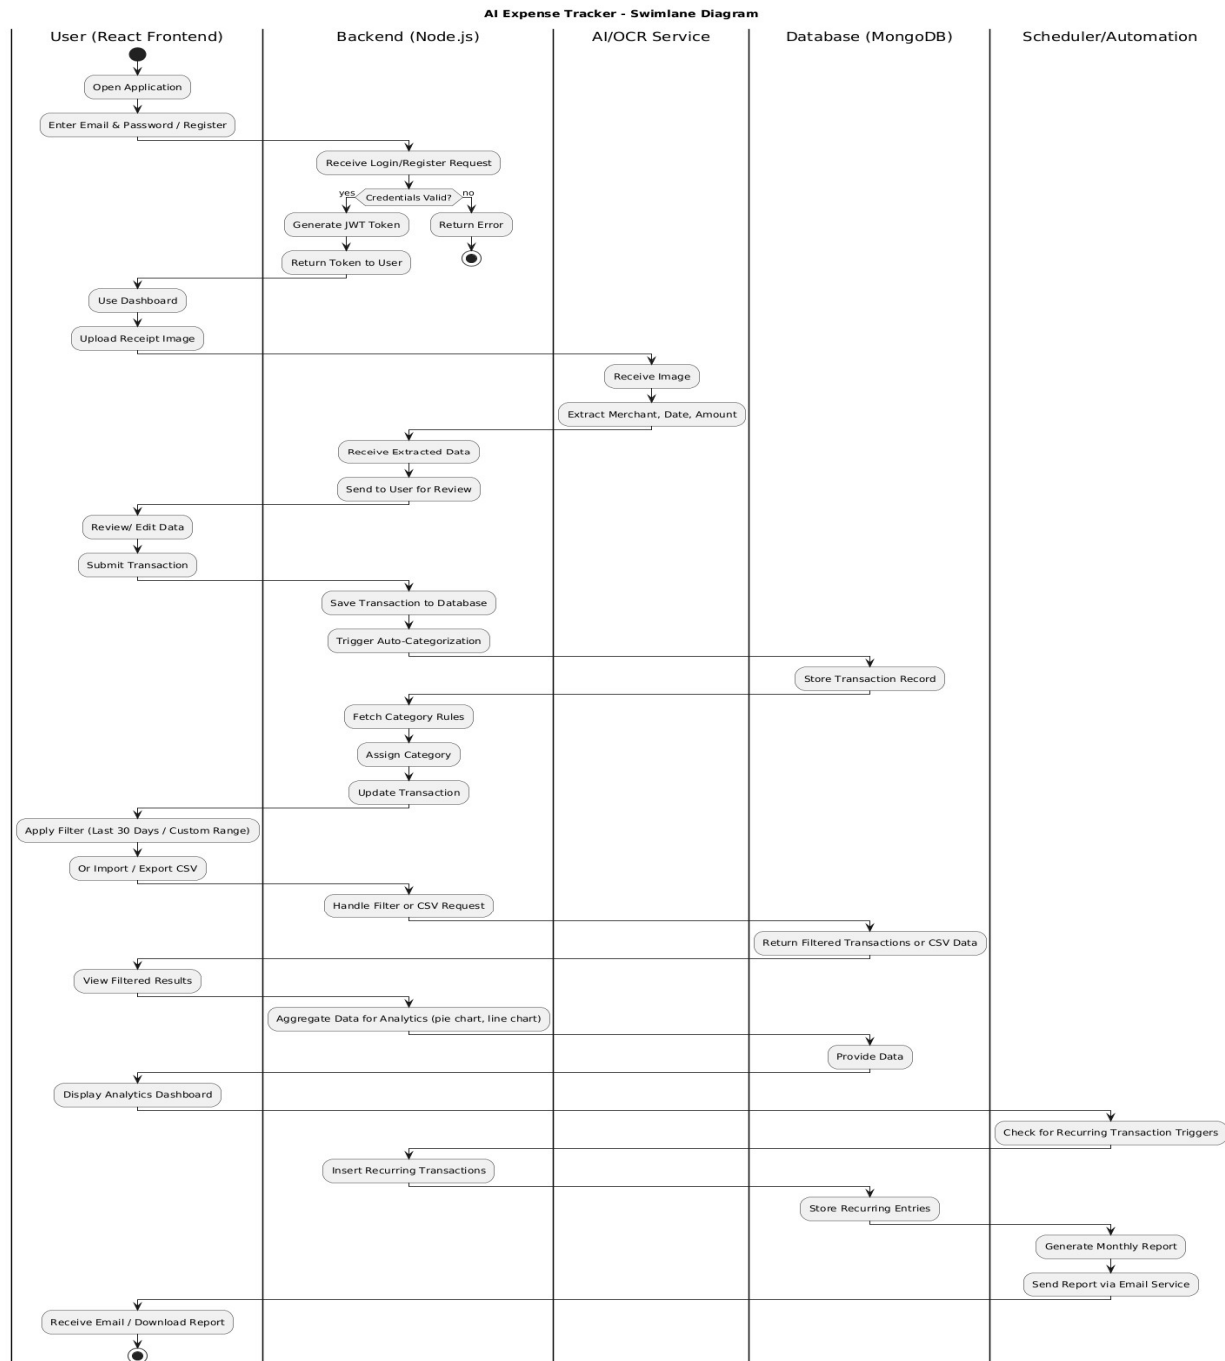 AI Expense Tracker - Swimlane Diagram
User (React Frontend)
Backend (Node.js)
AI/OCR Service
Database (MongoDB)
Scheduler/Automation
Open Application
Enter Email & Password / Register
Receive Login/Register Request
yes
Credentials Valid?
no
Generate JWT Token
Return Error
Return Token to User
Use Dashboard
Upload Receipt Image
Receive Image
Extract Merchant, Date, Amount
Receive Extracted Data
Send to User for Review
Review/ Edit Data
Submit Transaction
Save Transaction to Database
Trigger Auto-Categorization
Store Transaction Record
Fetch Category Rules
Assign Category
Update Transaction
Apply Filter (Last 30 Days / Custom Range)
Or Import / Export CSV
Handle Filter or CSV Request
Return Filtered Transactions or CSV Data
View Filtered Results
Aggregate Data for Analytics (pie chart, line chart)
Provide Data
Display Analytics Dashboard
Check for Recurring Transaction Triggers
Insert Recurring Transactions
Store Recurring Entries
Generate Monthly Report
Send Report via Email Service
Receive Email / Download Report